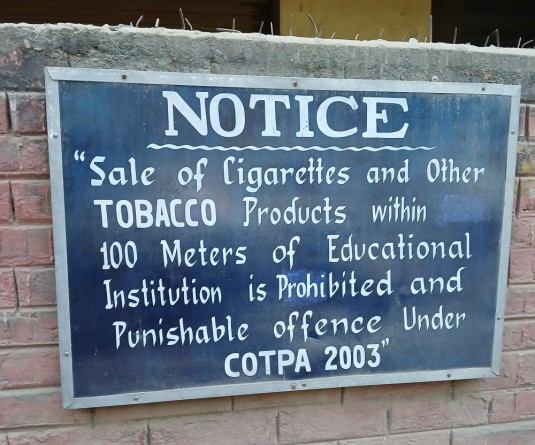 NOTICE
"Sale of Cigarettes and Other
TOBACCO Products within
100 Meters of Educational
Institution is Prohibited and
Punishable offence Under
COTPA 2003"